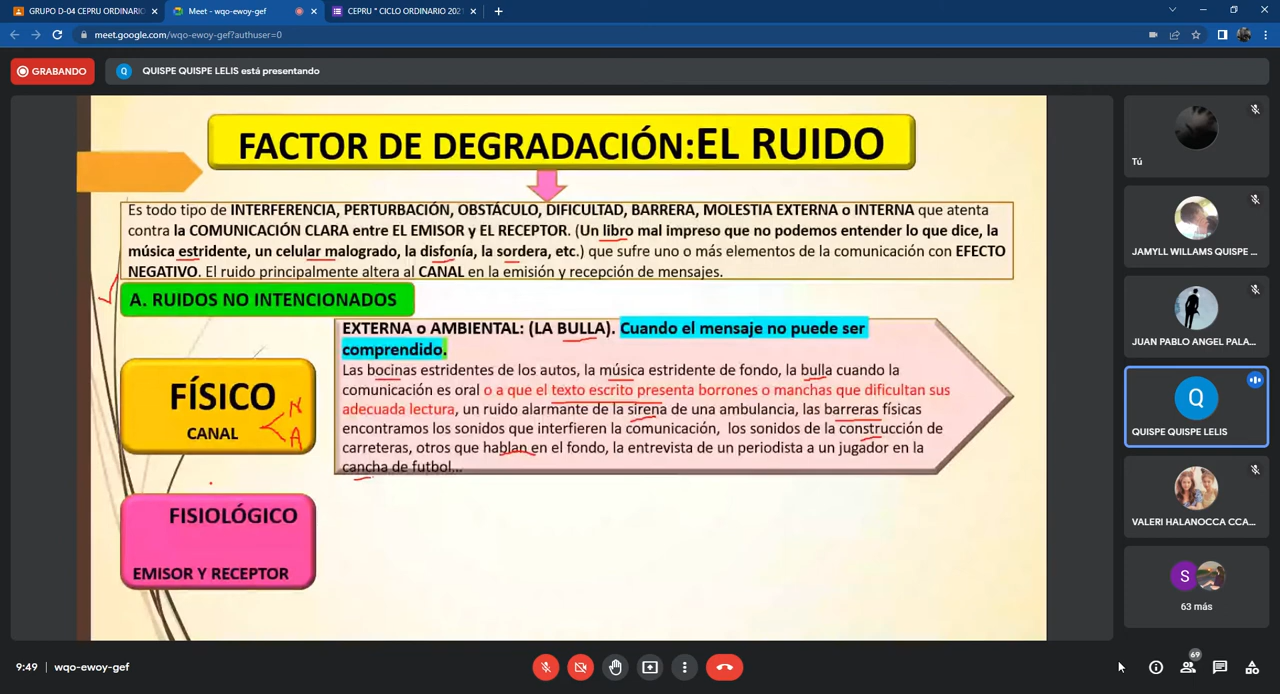 GRUPO D-04 CEPRU ORDINARIO
Meet - wqo-ewoy-gef
CEPRU " CICLO ORDINARIO 2021
meet.google.com/wqo-ewoy-gef?authuser=0
GRABANDO
Q
QUISPE QUISPE LELIS está presentando
FACTOR DE DEGRADACIÓN:EL RUIDO
Es todo tipo de INTERFERENCIA, PERTURBACIÓN, OBSTÁCULO, DIFICULTAD, BARRERA, MOLESTIA EXTERNA o INTERNA que atenta
contra la COMUNICACIÓN CLARA entre EL EMISOR y EL RECEPTOR. (Un libro mal impreso que no podemos entender lo que dice, la
música estridente, un celular malogrado, la disfonía, la sordera, etc.) que sufre uno o más elementos de la comunicación con EFECTO
NEGATIVO. El ruido principalmente altera al CANAL en la emisión y recepción de mensajes.
A. RUIDOS NO INTENCIONADOS
EXTERNA o AMBIENTAL: (LA BULLA). Cuando el mensaje no puede ser
comprendido.
Las bocinas estridentes de los autos, la música estridente de fondo, la bulla cuando la
comunicación es oral o a que el texto escrito presenta borrones o manchas que dificultan sus
adecuada lectura, un ruido alarmante de la sirena de una ambulancia, las barreras físicas
encontramos los sonidos que interfieren la comunicación, los sonidos de la construcción de
carreteras, otros que hablan en el fondo, la entrevista de un periodista a un jugador en la
cancha de futbol...
FÍSICO
CANAL
N
A
FISIOLÓGICO
EMISOR Y RECEPTOR
Tú
JAMYLL WILLAMS QUISPE ...
JUAN PABLO ANGEL PALA...
Q
QUISPE QUISPE LELIS
VALERI HALANOCCA CCA...
S
63 más
9:49
wqo-ewoy-gef
69